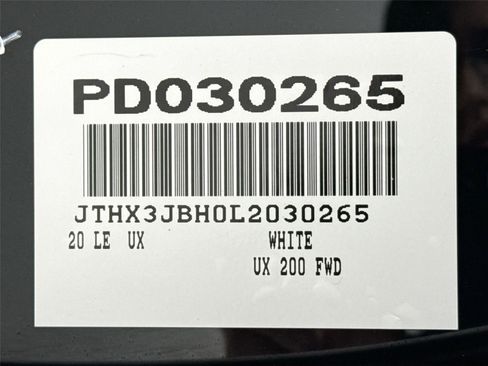 PD030265
JTHX3JBH0L2030265
20 LE UX WHITE
UX 200 FWD